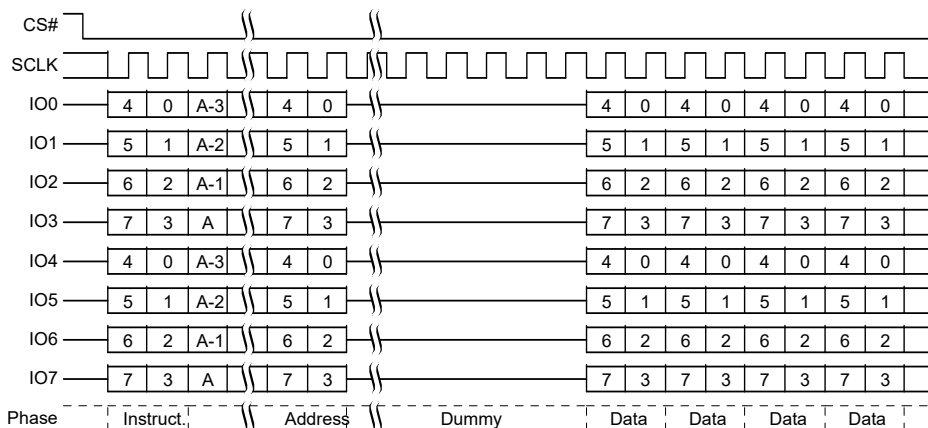 CS#
SCLK
IO0 4 0 A-3 4 0 4 0 4 0 4 0 4 0
IO1 5 1 A-2 5 1 5 1 5 1 5 1 5 1
IO2 6 2 A-1 6 2 6 2 6 2 6 2 6 2
IO3 7 3 A 7 3 7 3 7 3 7 3 7 3
IO4 4 0 A-3 4 0 4 0 4 0 4 0 4 0
IO5 5 1 A-2 5 1 5 1 5 1 5 1 5 1
IO6 6 2 A-1 6 2 6 2 6 2 6 2 6 2
IO7 7 3 A 7 3 7 3 7 3 7 3 7 3
Phase Instruct. Address Dummy Data Data Data Data